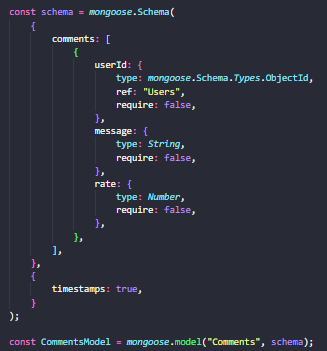 const schema = mongoose.Schema(
{
comments: [
{
userId: {
type: mongoose.Schema.Types.ObjectId,
ref: "Users",
require: false,
},
message: {
type: String,
require: false,
},
rate: {
type: Number,
require: false,
},
},
],
},
{
timestamps: true,
}
);
const CommentsModel = mongoose.model("Comments", schema);